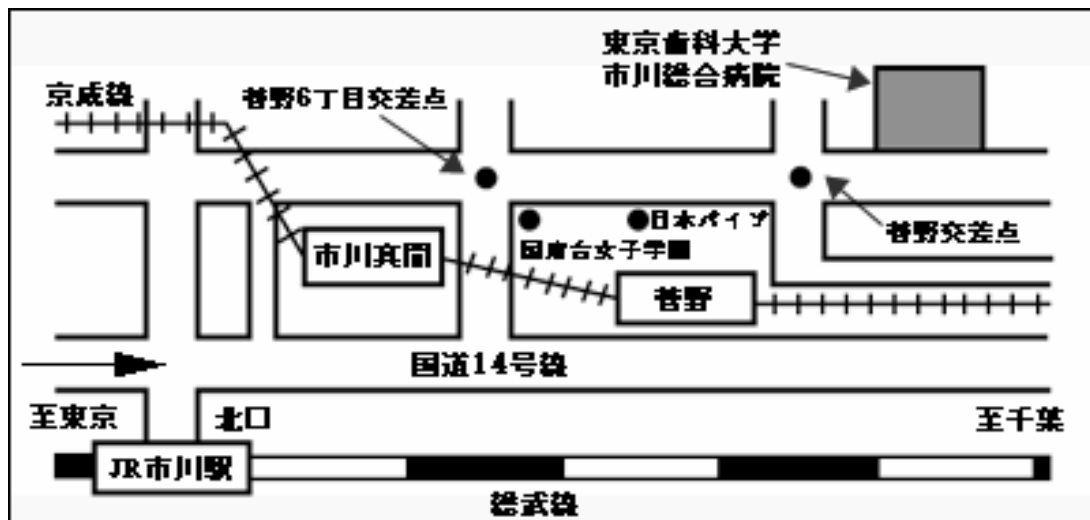 東京歯科大学
市川総合病院
京成線
菅野6丁目交差点
日本パイプ
国府台女子学園
菅野交差点
市川真間
菅野
国道14号線
至東京
北口
至千葉
JR市川駅
総武線